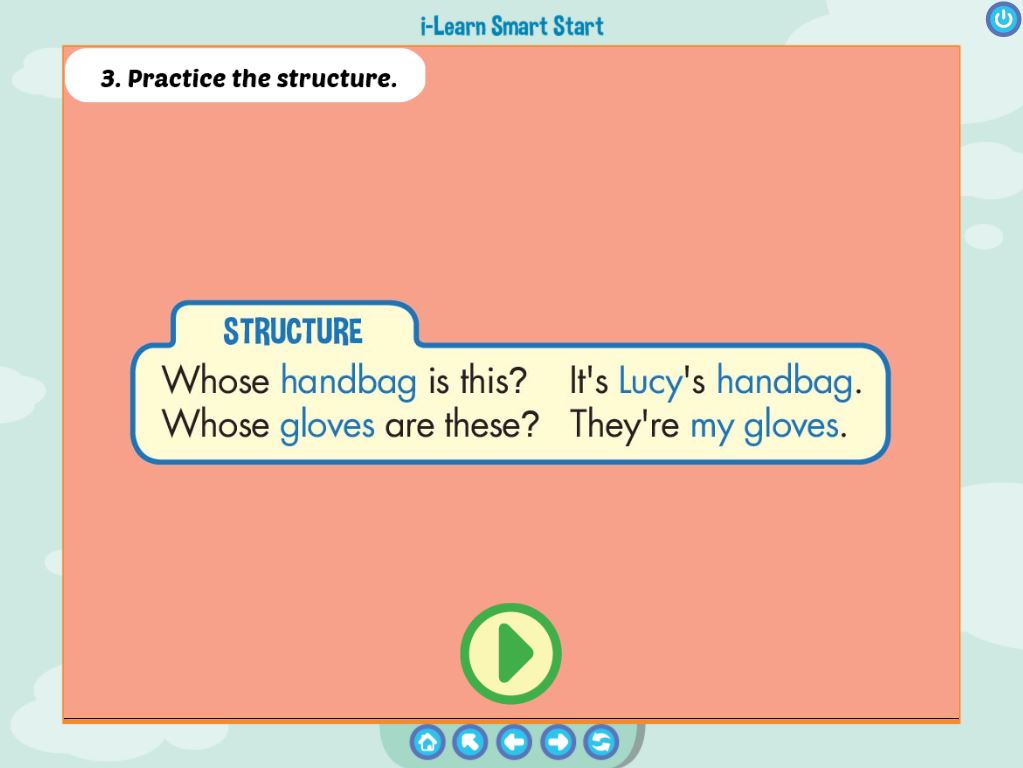 i-Learn Smart Start
3. Practice the structure.
STRUCTURE
Whose handbag is this? It's Lucy's handbag.
Whose gloves are these? They're my gloves.